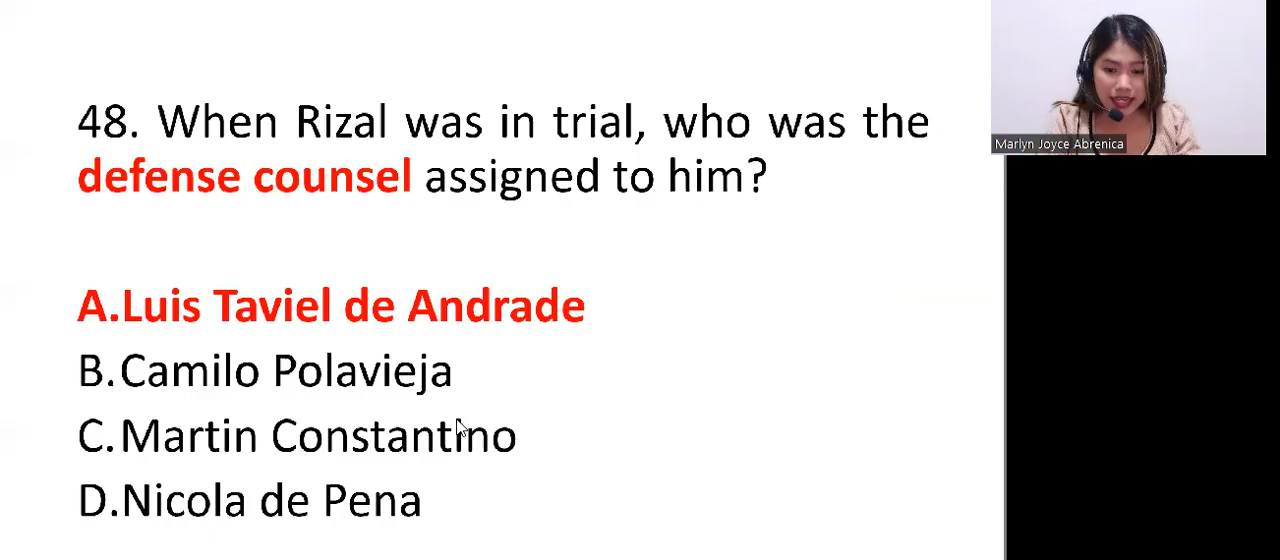 48. When Rizal was in trial, who was the
defense counsel assigned to him?
A.Luis Taviel de Andrade
B.Camilo Polavieja
C.Martin Constantino
D.Nicola de Pena
Marlyn Joyce Abrenica